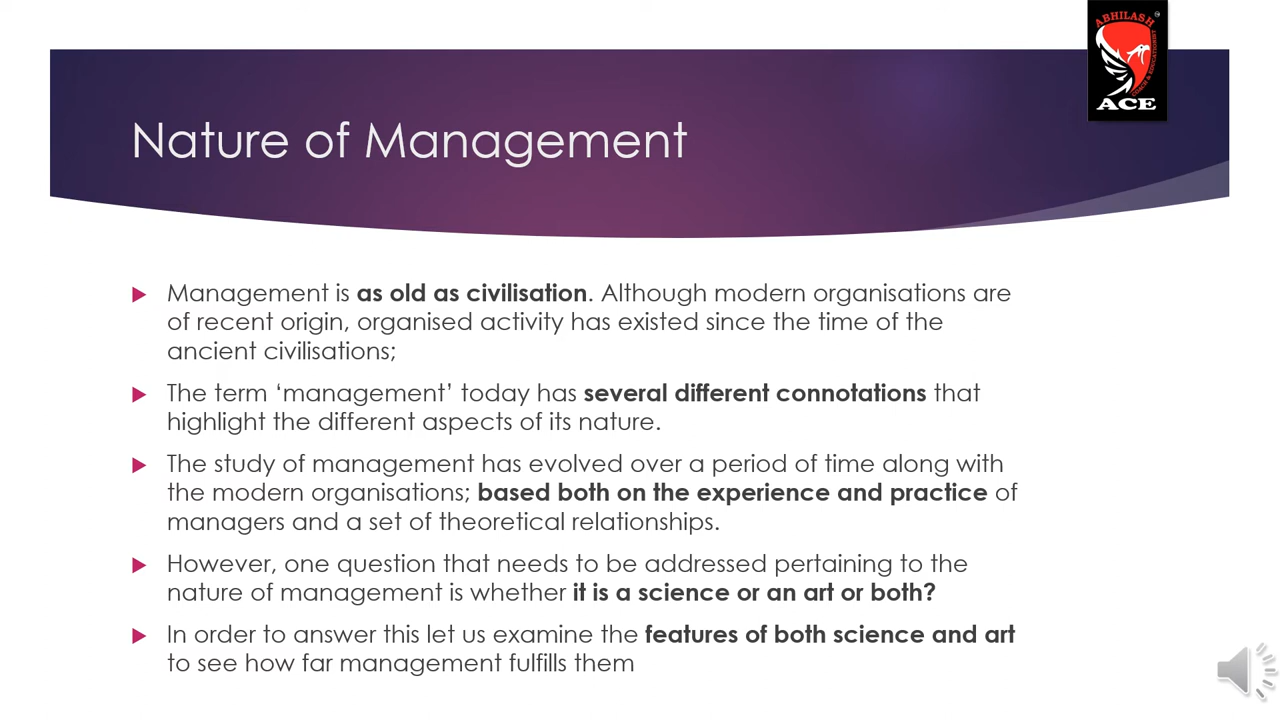 ABHILASH
COACH & EDUCATIONIST
ACE
Nature of Management
Management is as old as civilisation. Although modern organisations are
of recent origin, organised activity has existed since the time of the
ancient civilisations;
The term ‘management’ today has several different connotations that
highlight the different aspects of its nature.
The study of management has evolved over a period of time along with
the modern organisations; based both on the experience and practice of
managers and a set of theoretical relationships.
However, one question that needs to be addressed pertaining to the
nature of management is whether it is a science or an art or both?
In order to answer this let us examine the features of both science and art
to see how far management fulfills them